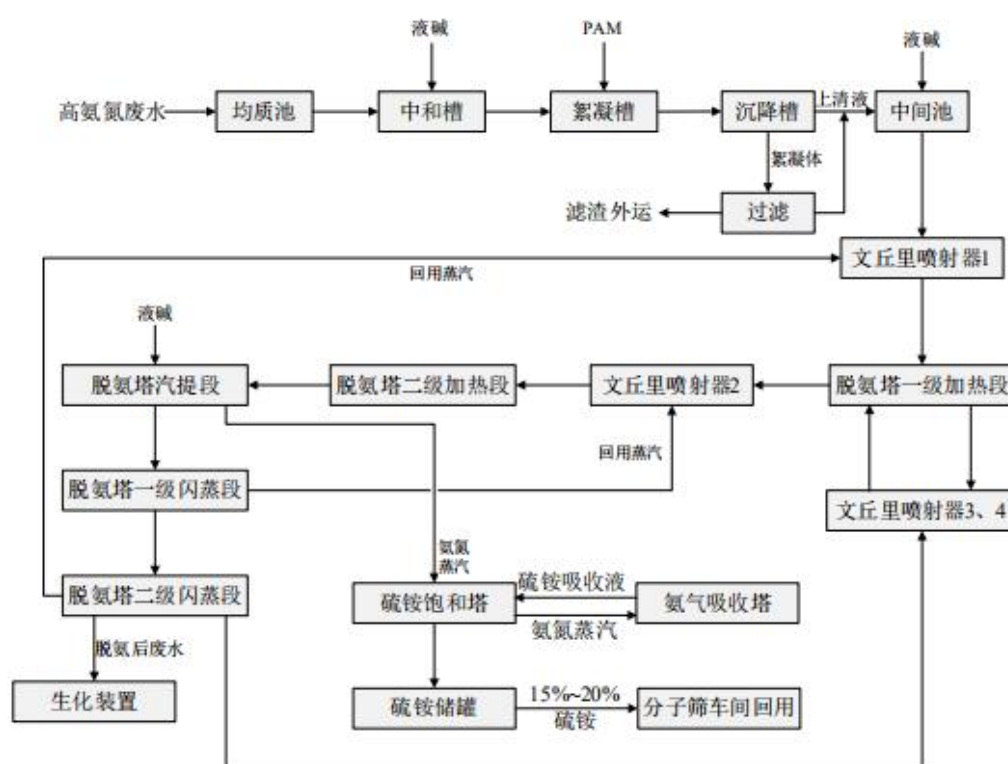 液碱
PAM
液碱
高氨氮废水
均质池
中和槽
絮凝槽
沉降槽
上清液
中间池
絮凝体
滤渣外运
过滤
文丘里喷射器1
回用蒸汽
液碱
脱氨塔汽提段
脱氨塔二级加热段
文丘里喷射器2
脱氨塔一级加热段
回用蒸汽
脱氨塔一级闪蒸段
文丘里喷射器3、4
氨氮
蒸汽
脱氨塔二级闪蒸段
硫铵饱和塔
硫铵吸收液
氨气吸收塔
氨氮蒸汽
脱氨后废水
生化装置
硫铵储罐
15%~20%
硫铵
分子筛车间回用